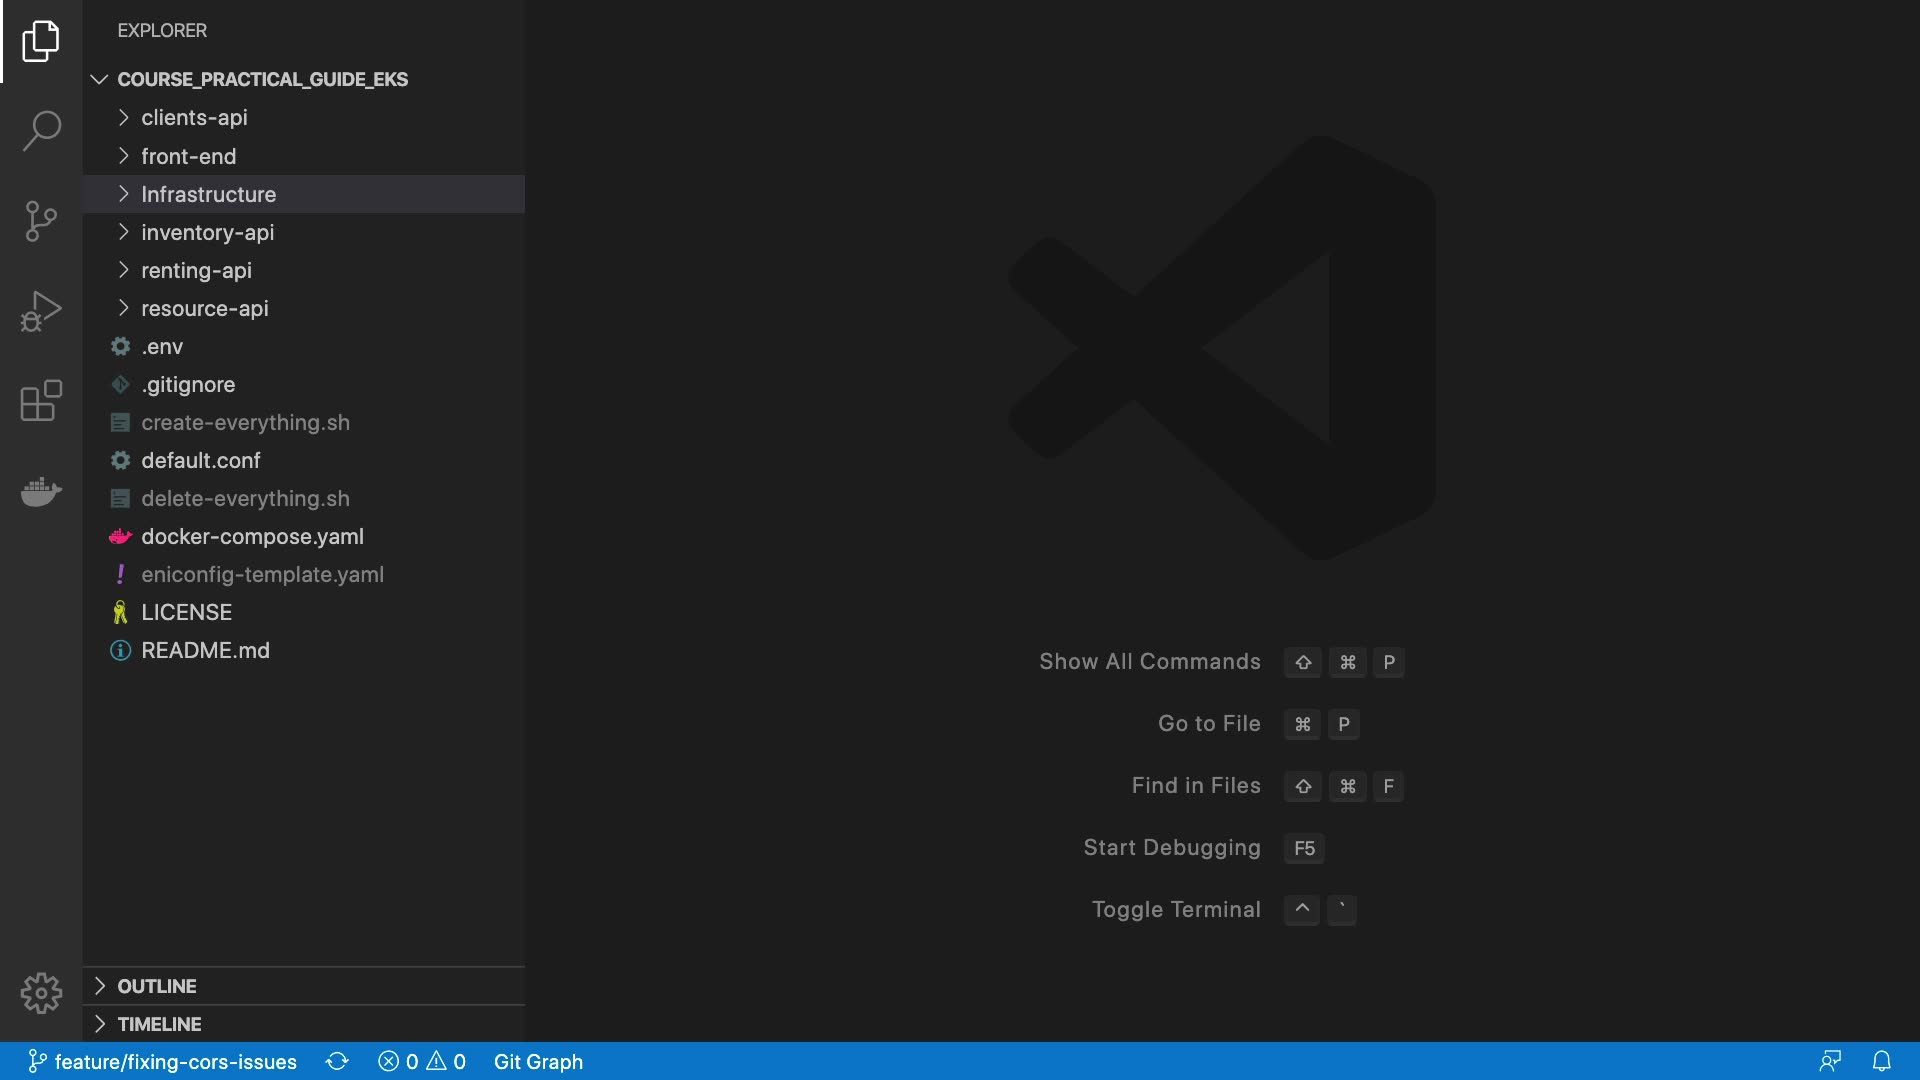 EXPLORER
COURSE_PRACTICAL_GUIDE_EKS
clients-api
front-end
Infrastructure
inventory-api
renting-api
resource-api
.env
.gitignore
create-everything.sh
default.conf
delete-everything.sh
docker-compose.yaml
! eniconfig-template.yaml
LICENSE
README.md
Show All Commands ⇧ ⌘ P
Go to File ⌘ P
Find in Files ⇧ ⌘ F
Start Debugging F5
Toggle Terminal ^ `
OUTLINE
TIMELINE
feature/fixing-cors-issues 0 0 Git Graph